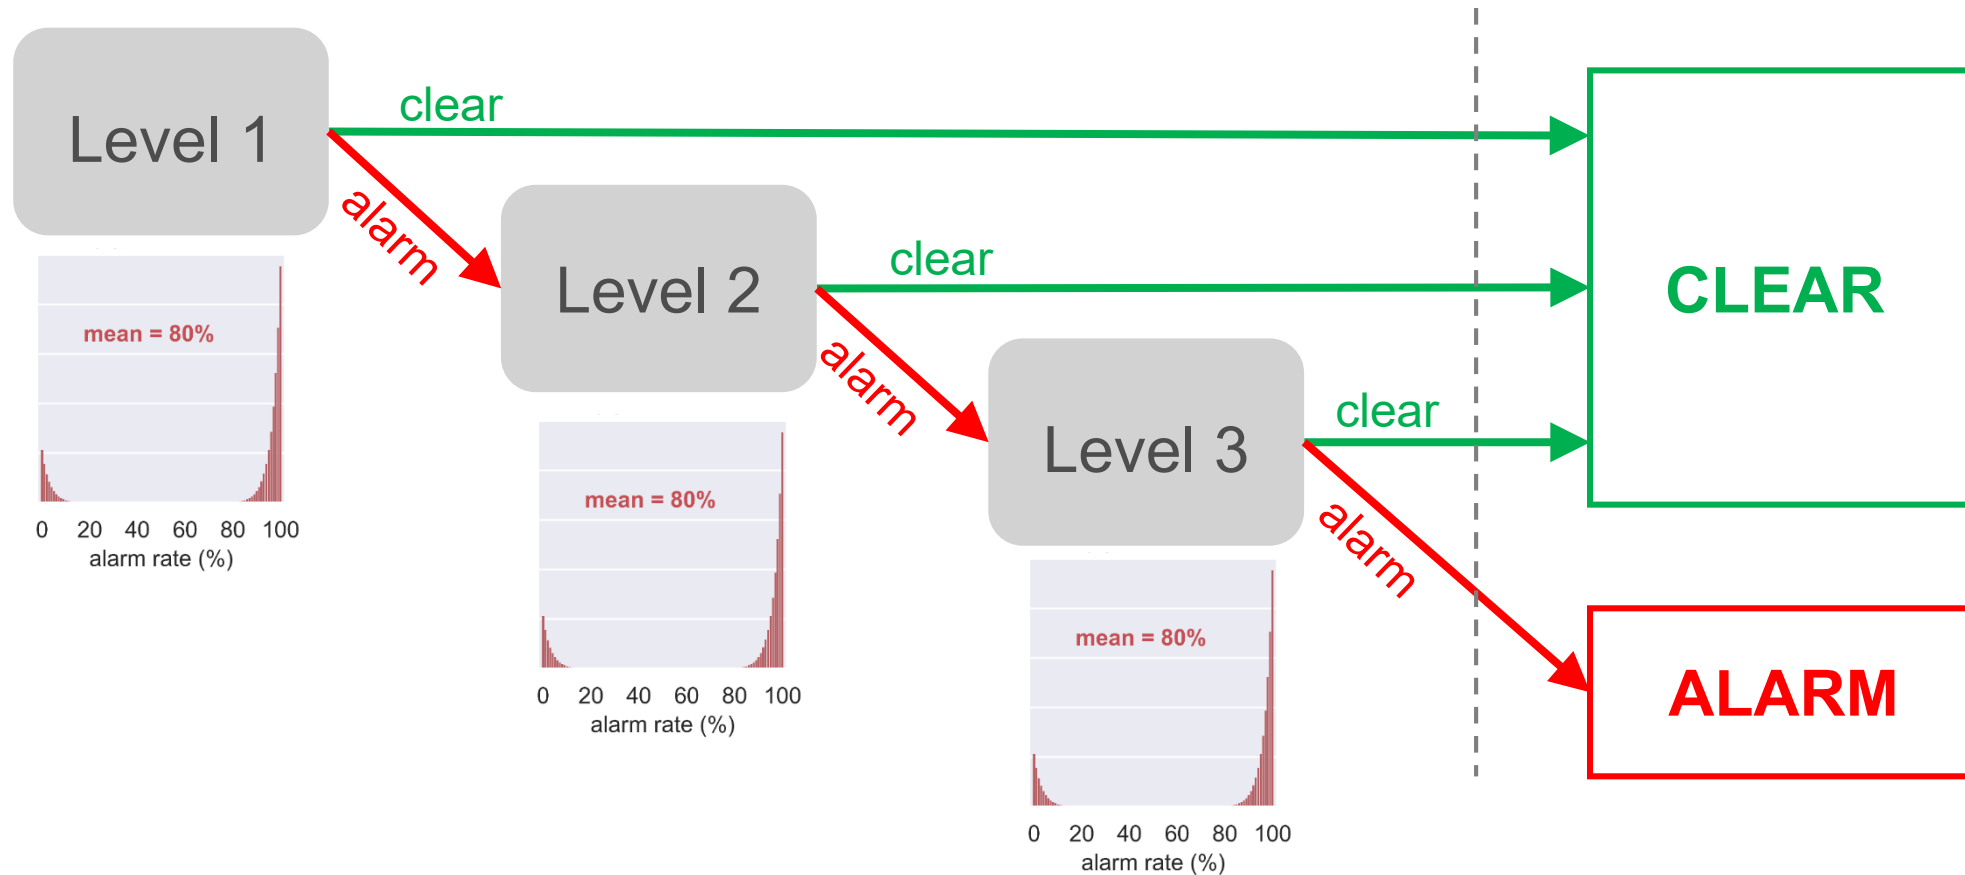 Level 1
clear
alarm
mean = 80%
0 20 40 60 80 100
alarm rate (%)
Level 2
clear
alarm
mean = 80%
0 20 40 60 80 100
alarm rate (%)
Level 3
clear
alarm
mean = 80%
0 20 40 60 80 100
alarm rate (%)
CLEAR
ALARM